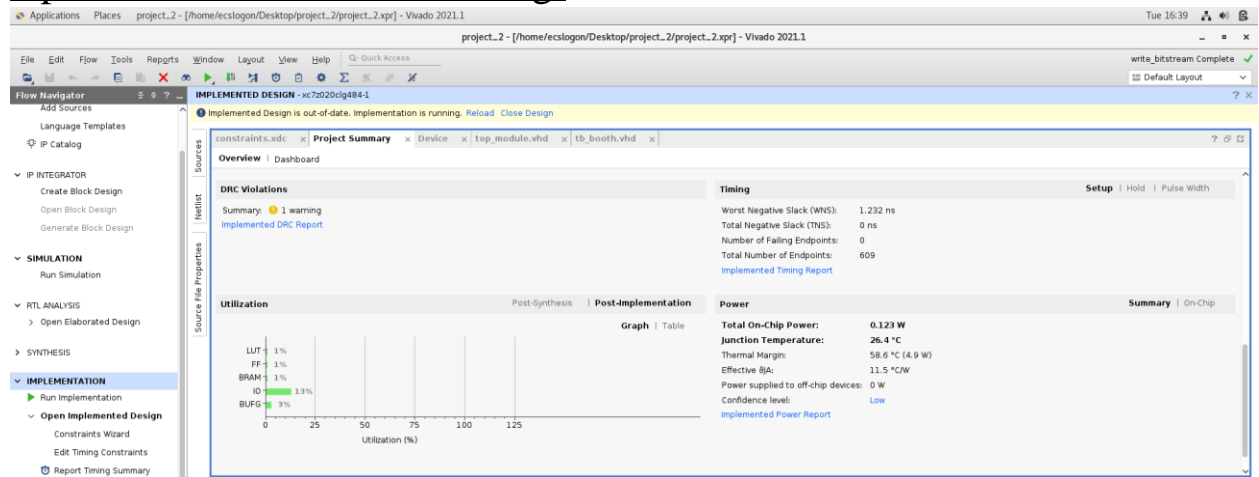 Applications Places project_2 - [/home/ecslogon/Desktop/project_2/project_2.xpr] - Vivado 2021.1 Tue 16:39
project_2 - [/home/ecslogon/Desktop/project_2/project_2.xpr] - Vivado 2021.1
File Edit Flow Tools Reports Window Layout View Help Q- Quick Access write_bitstream Complete
Default Layout
Flow Navigator IMPLEMENTED DESIGN - xc7z020clg484-1
Add Sources
Implemented Design is out-of-date. Implementation is running. Reload Close Design
Language Templates
IP Catalog
constraints.xdc x Project Summary x Device x top_module.vhd x tb_booth.vhd x
Overview | Dashboard
Sources
Netlist
Source File Properties
IP INTEGRATOR
Create Block Design
Open Block Design
Generate Block Design
SIMULATION
Run Simulation
RTL ANALYSIS
Open Elaborated Design
SYNTHESIS
IMPLEMENTATION
Run Implementation
Open Implemented Design
Constraints Wizard
Edit Timing Constraints
Report Timing Summary
DRC Violations
Summary: 1 warning
Implemented DRC Report
Timing Setup | Hold | Pulse Width
Worst Negative Slack (WNS): 1.232 ns
Total Negative Slack (TNS): 0 ns
Number of Failing Endpoints: 0
Total Number of Endpoints: 609
Implemented Timing Report
Utilization Post-Synthesis | Post-Implementation
Graph | Table
LUT 1%
FF 1%
BRAM 1%
IO 13%
BUFG 3%
0 25 50 75 100 125
Utilization (%)
Power Summary | On-Chip
Total On-Chip Power: 0.123 W
Junction Temperature: 26.4 °C
Thermal Margin: 58.6 °C (4.9 W)
Effective θJA: 11.5 °C/W
Power supplied to off-chip devices: 0 W
Confidence level: Low
Implemented Power Report